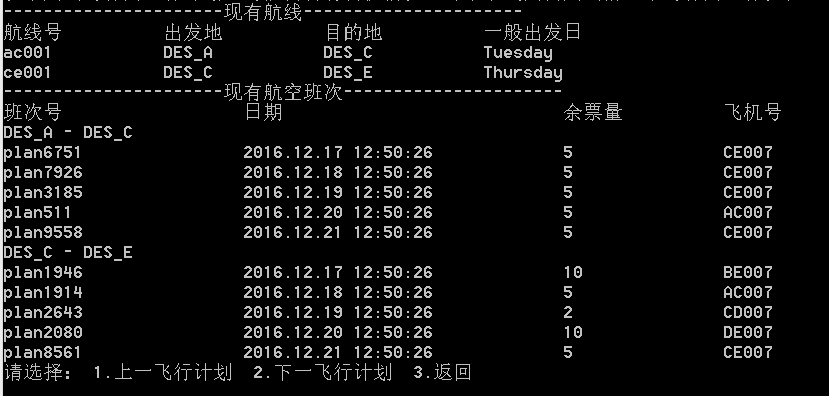 ----------------------现有航线----------------------
航线号 出发地 目的地 一般出发日
ac001 DES_A DES_C Tuesday
ce001 DES_C DES_E Thursday
----------------------现有航空班次----------------------
班次号 日期 余票量 飞机号
DES_A - DES_C
plan6751 2016.12.17 12:50:26 5 CE007
plan7926 2016.12.18 12:50:26 5 CE007
plan3185 2016.12.19 12:50:26 5 CE007
plan511 2016.12.20 12:50:26 5 AC007
plan9558 2016.12.21 12:50:26 5 CE007
DES_C - DES_E
plan1946 2016.12.17 12:50:26 10 BE007
plan1914 2016.12.18 12:50:26 5 AC007
plan2643 2016.12.19 12:50:26 2 CD007
plan2080 2016.12.20 12:50:26 10 DE007
plan8561 2016.12.21 12:50:26 5 CE007
请选择: 1.上一飞行计划 2.下一飞行计划 3.返回